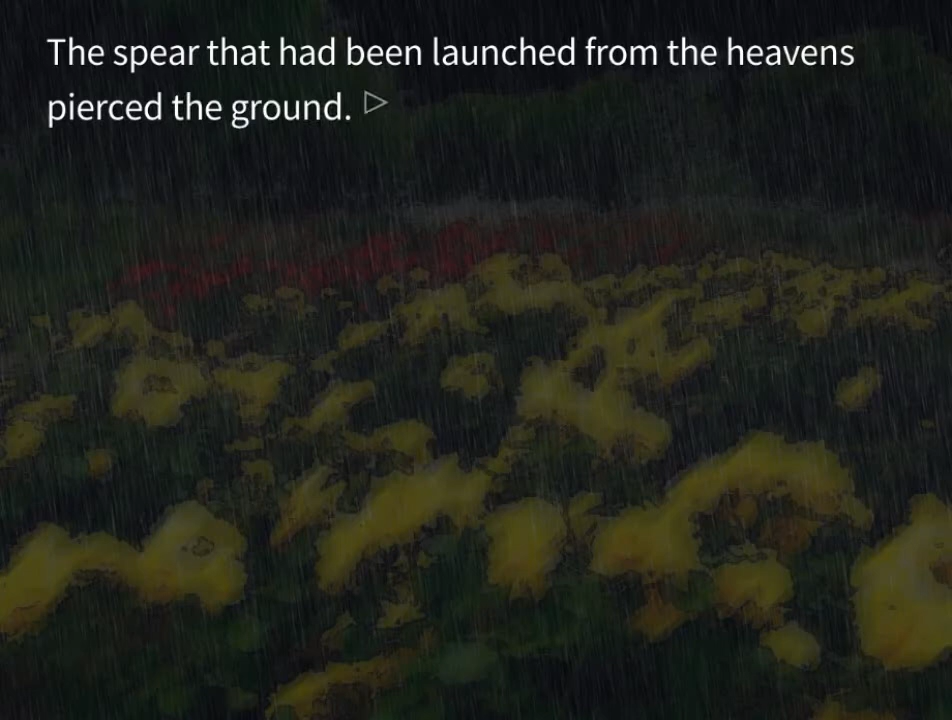 The spear that had been launched from the heavens
pierced the ground.